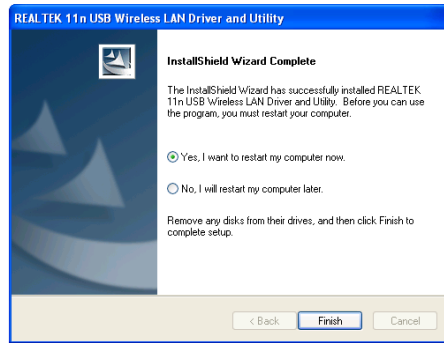 REALTEK 11n USB Wireless LAN Driver and Utility
InstallShield Wizard Complete
The InstallShield Wizard has successfully installed REALTEK
11n USB Wireless LAN Driver and Utility. Before you can use
the program, you must restart your computer.
Yes, I want to restart my computer now.
No, I will restart my computer later.
Remove any disks from their drives, and then click Finish to
complete setup.
< Back
Finish
Cancel